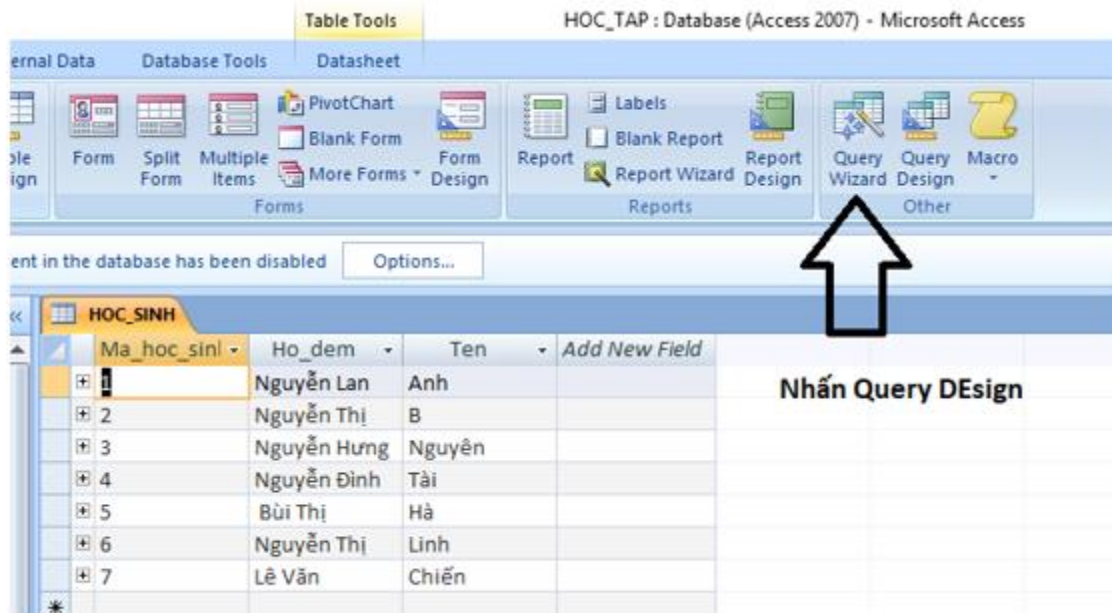 Table Tools HOC_TAP : Database (Access 2007) - Microsoft Access
ernal Data Database Tools Datasheet
PivotChart
Blank Form
More Forms
Form
Split Form
Multiple Items
Form Design
Forms
Report
Labels
Blank Report
Report Wizard
Report Design
Reports
Query Wizard
Query Design
Macro
Other
ble
ign
ent in the database has been disabled Options...
HOC_SINH
Ma_hoc_sinl Ho_dem Ten Add New Field
1 Nguyễn Lan Anh
2 Nguyễn Thị B
3 Nguyễn Hưng Nguyên
4 Nguyễn Đình Tài
5 Bùi Thị Hà
6 Nguyễn Thị Linh
7 Lê Văn Chiến
Nhấn Query DEsign